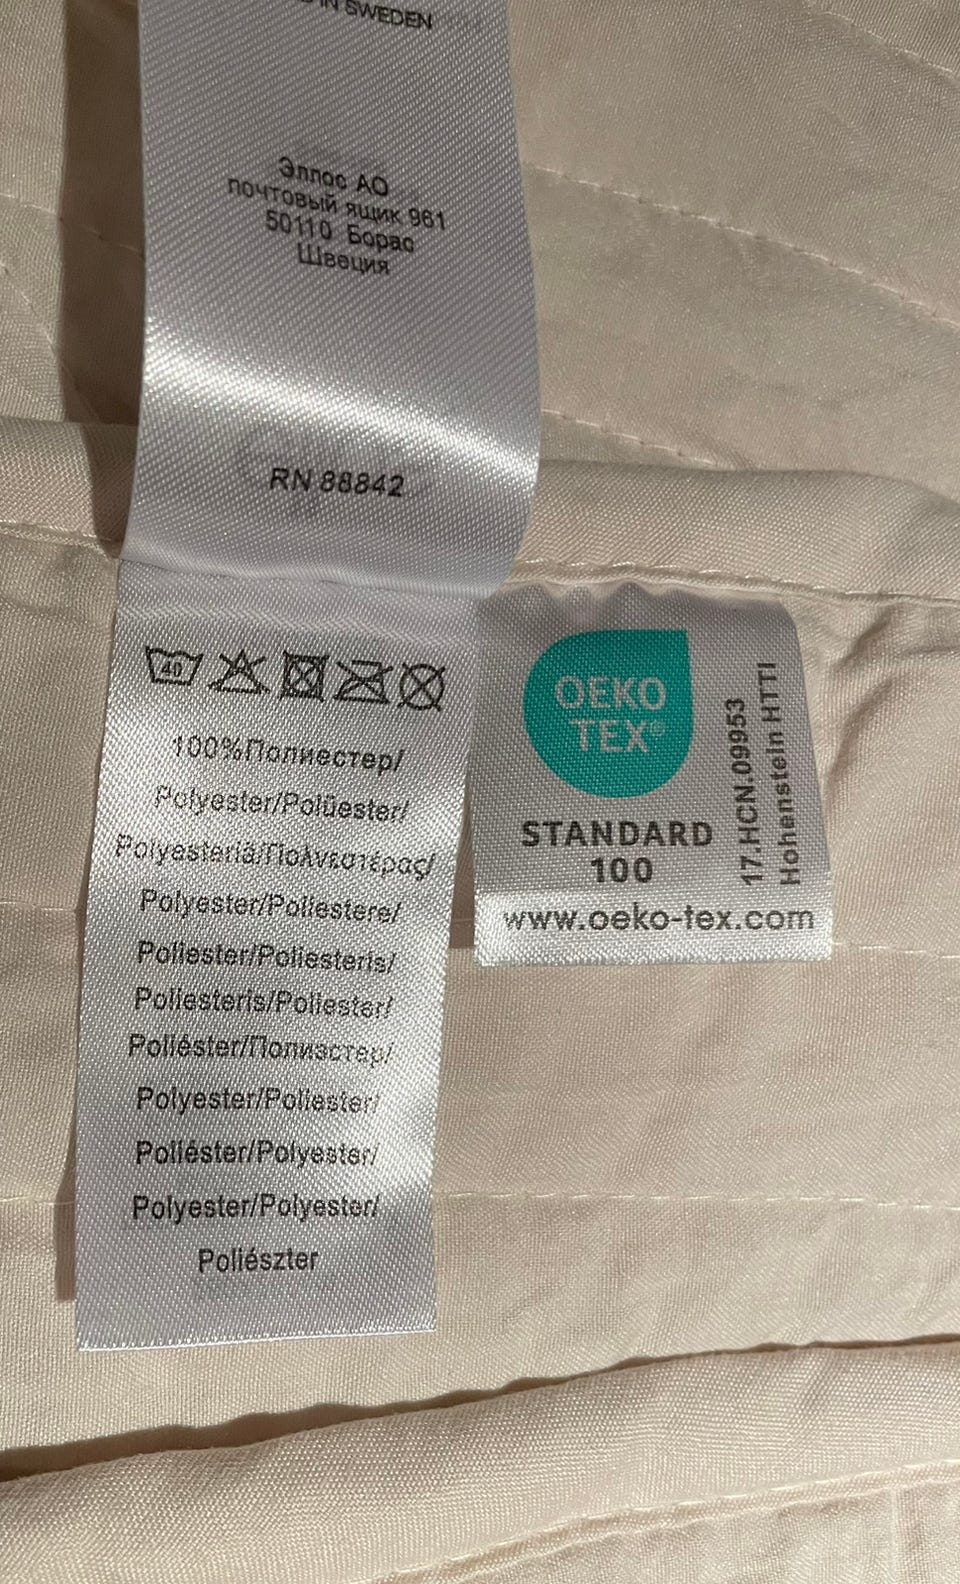 IN SWEDEN
Эллос АО
почтовый ящик 961
50110 Борас
Швеция
RN 88842
40
100%Полиестер/
Polyester/Polüester/
Polyesteriä/Πολυεστέρας/
Polyester/Poliestere/
Poliester/Poliesteris/
Poliesteris/Poliester/
Poliéster/Полиэстер/
Polyester/Poliester/
Poliéster/Polyester/
Polyester/Polyester/
Poliészter
OEKO
TEX®
STANDARD
100
17.HCN.09953
Hohenstein HTTI
www.oeko-tex.com